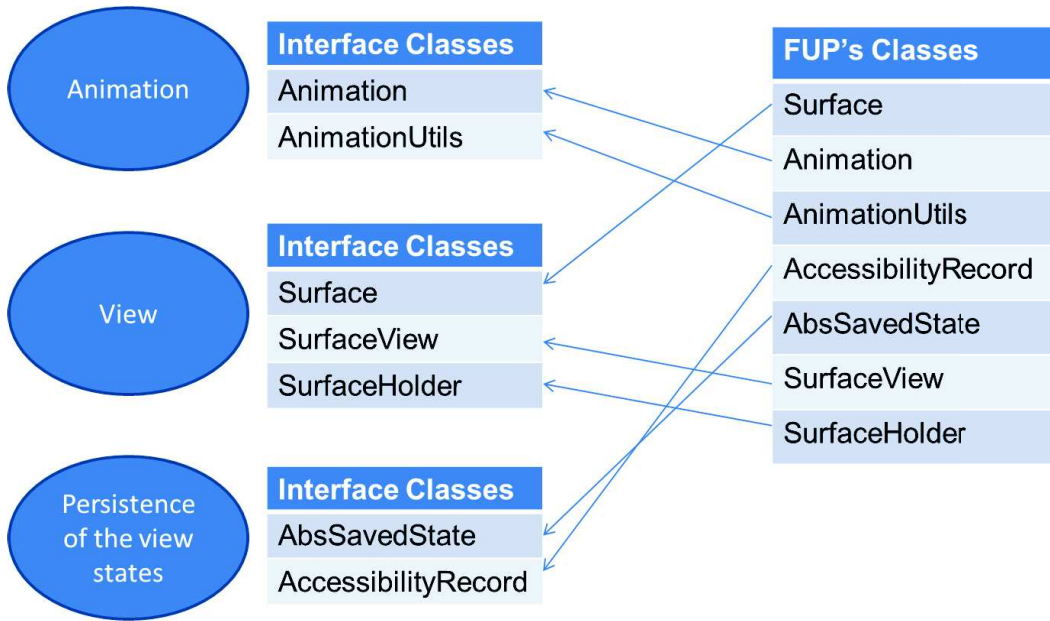 Animation
Interface Classes
Animation
AnimationUtils
View
Interface Classes
Surface
SurfaceView
SurfaceHolder
Persistence
of the view
states
Interface Classes
AbsSavedState
AccessibilityRecord
FUP's Classes
Surface
Animation
AnimationUtils
AccessibilityRecord
AbsSavedState
SurfaceView
SurfaceHolder